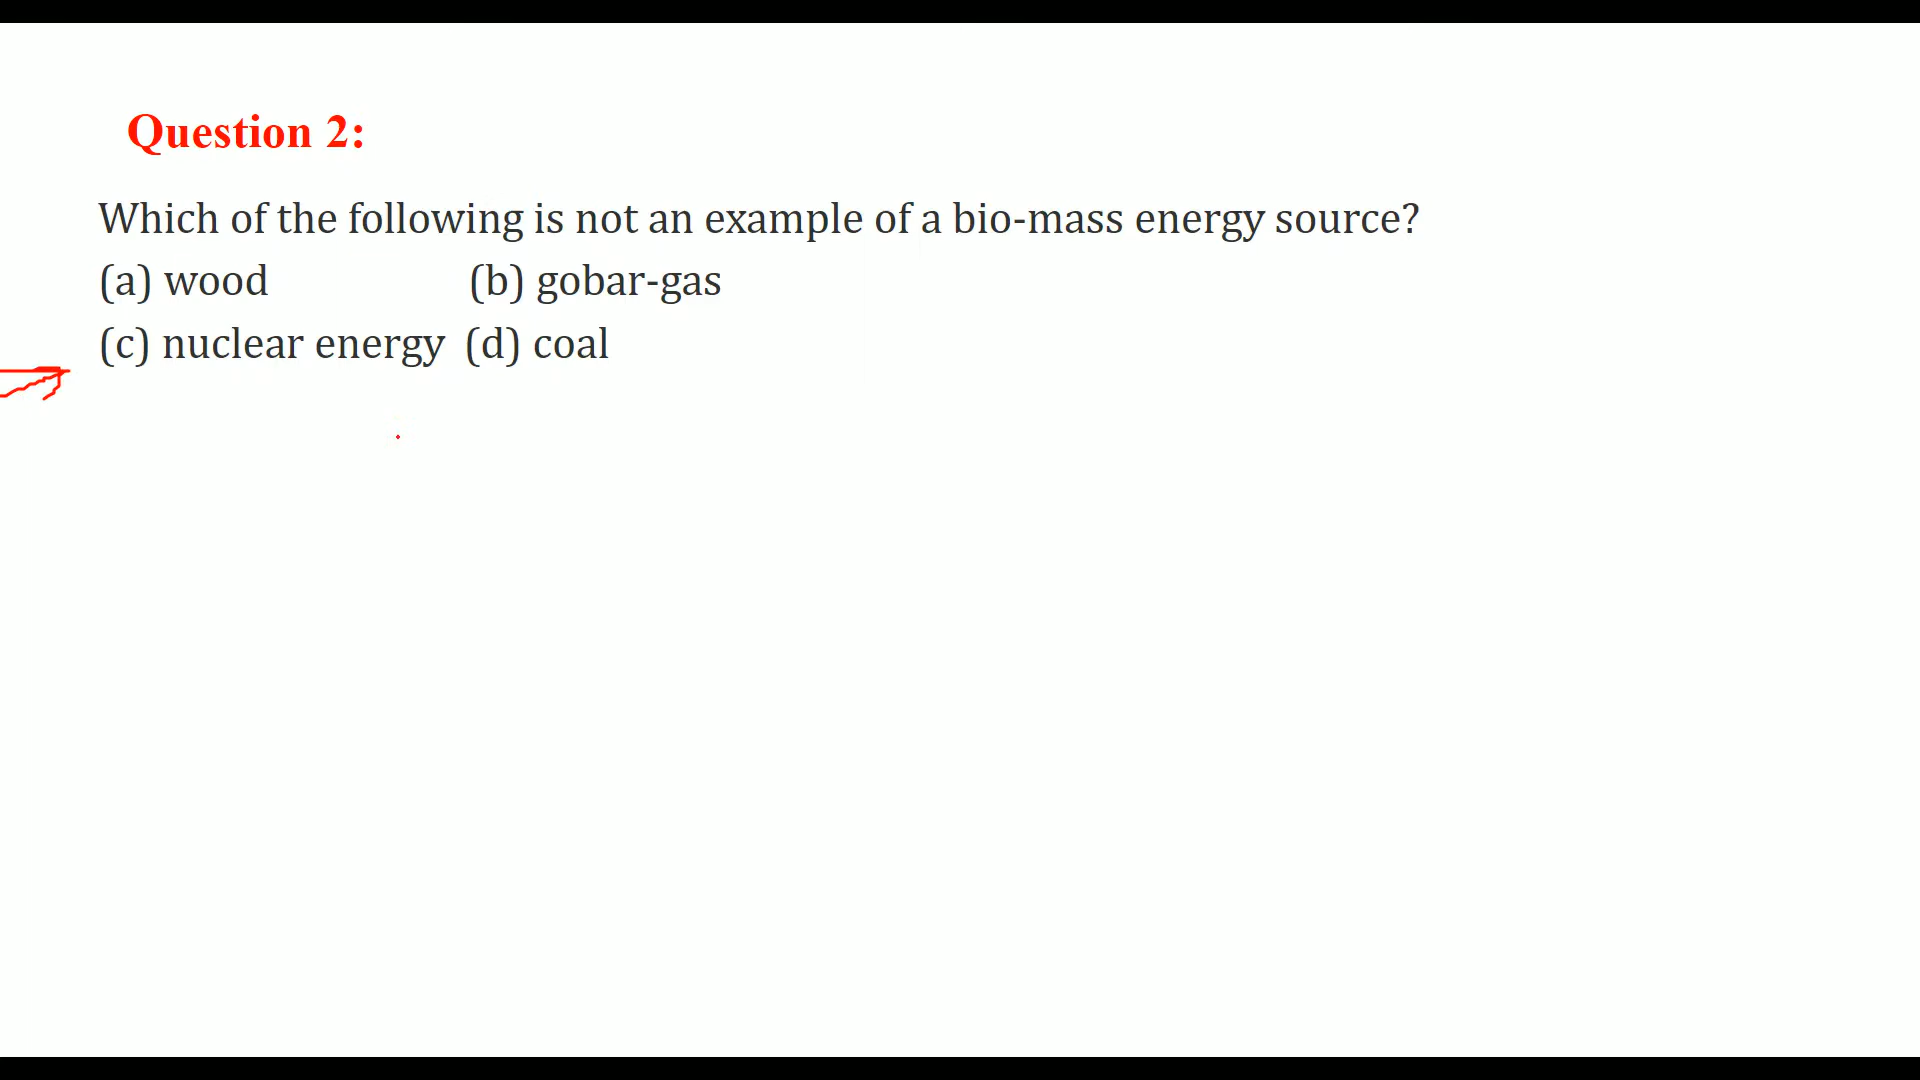 Question 2:
Which of the following is not an example of a bio-mass energy source?
(a) wood (b) gobar-gas
(c) nuclear energy (d) coal